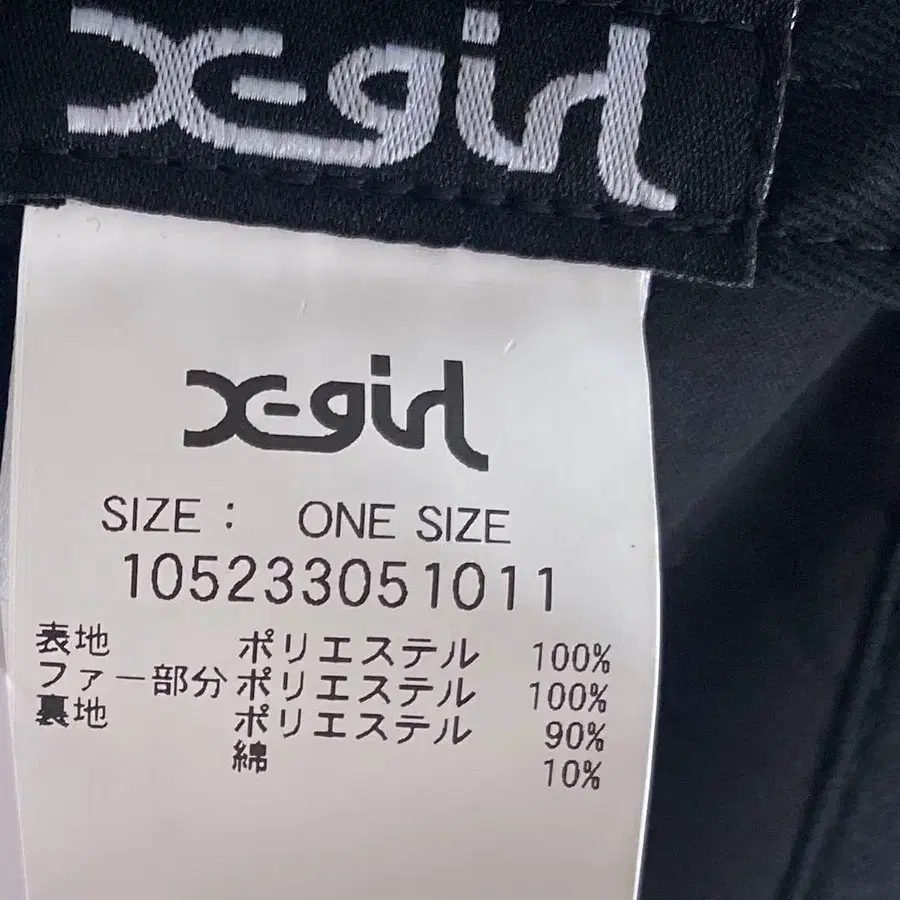 X-girl
X-girl
SIZE : ONE SIZE
105233051011
表地 ポリエステル 100%
ファー部分 ポリエステル 100%
裏地 ポリエステル 90%
綿 10%